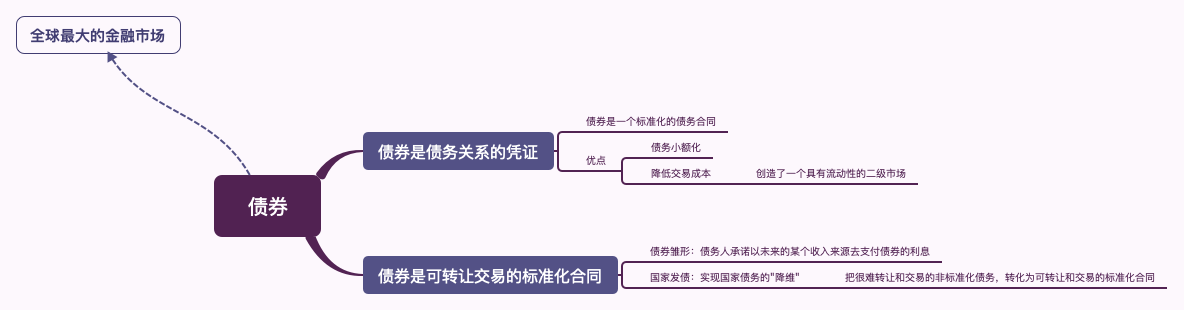 全球最大的金融市场
债券
债券是债务关系的凭证
债券是一个标准化的债务合同
优点
债务小额化
降低交易成本
创造了一个具有流动性的二级市场
债券是可转让交易的标准化合同
债券雏形：债务人承诺以未来的某个收入来源去支付债券的利息
国家发债：实现国家债务的"降维"
把很难转让和交易的非标准化债务，转化为可转让和交易的标准化合同